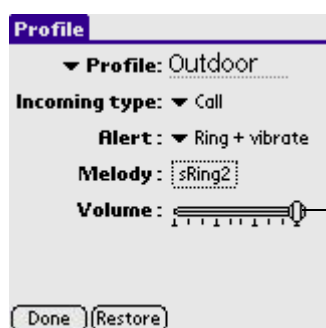 Profile
Profile: Outdoor
Incoming type: Call
Alert: Ring + vibrate
Melody: sRing2
Volume:
Done Restore